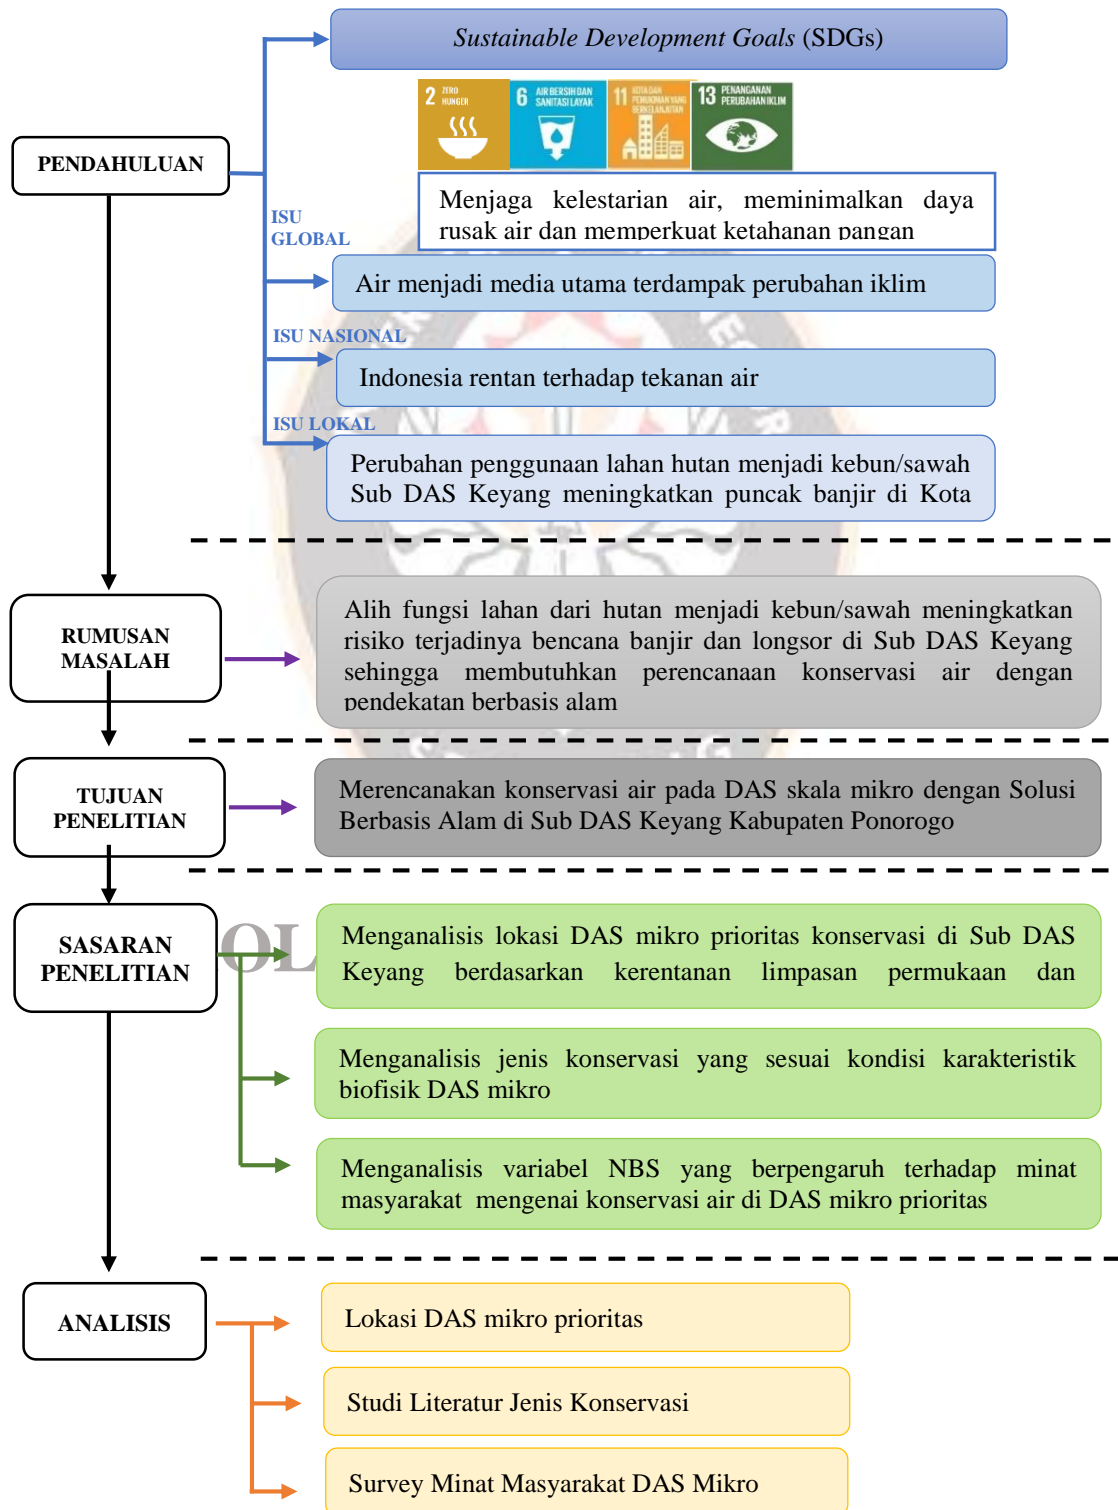 Sustainable Development Goals (SDGs)
2 ZERO
HUNGER
6 AIR BERSIH DAN
SANITASI LAYAK
11 KOTA DAN
PEMUKIMAN YANG
BERKELANJUTAN
13 PENANGANAN
PERUBAHAN IKLIM
PENDAHULUAN
Menjaga kelestarian air, meminimalkan daya
rusak air dan memperkuat ketahanan pangan
ISU
GLOBAL
Air menjadi media utama terdampak perubahan iklim
ISU NASIONAL
Indonesia rentan terhadap tekanan air
ISU LOKAL
Perubahan penggunaan lahan hutan menjadi kebun/sawah
Sub DAS Keyang meningkatkan puncak banjir di Kota
RUMUSAN
MASALAH
Alih fungsi lahan dari hutan menjadi kebun/sawah meningkatkan
risiko terjadinya bencana banjir dan longsor di Sub DAS Keyang
sehingga membutuhkan perencanaan konservasi air dengan
pendekatan berbasis alam
TUJUAN
PENELITIAN
Merencanakan konservasi air pada DAS skala mikro dengan Solusi
Berbasis Alam di Sub DAS Keyang Kabupaten Ponorogo
SASARAN
PENELITIAN
OL
Menganalisis lokasi DAS mikro prioritas konservasi di Sub DAS
Keyang berdasarkan kerentanan limpasan permukaan dan
Menganalisis jenis konservasi yang sesuai kondisi karakteristik
biofisik DAS mikro
Menganalisis variabel NBS yang berpengaruh terhadap minat
masyarakat mengenai konservasi air di DAS mikro prioritas
ANALISIS
Lokasi DAS mikro prioritas
Studi Literatur Jenis Konservasi
Survey Minat Masyarakat DAS Mikro